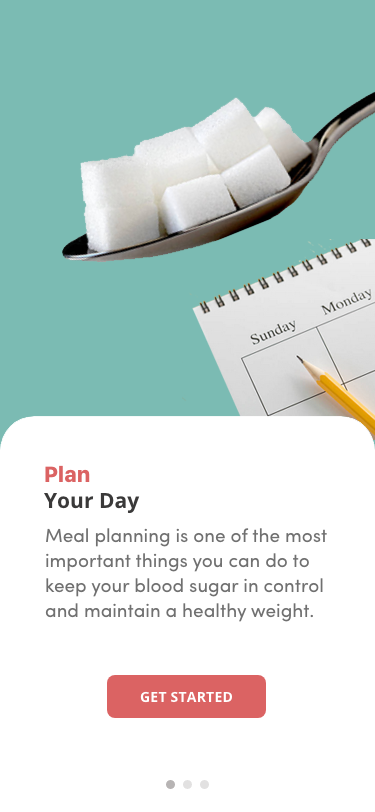 Sunday
Monday
Plan
Your Day
Meal planning is one of the most
important things you can do to
keep your blood sugar in control
and maintain a healthy weight.
GET STARTED